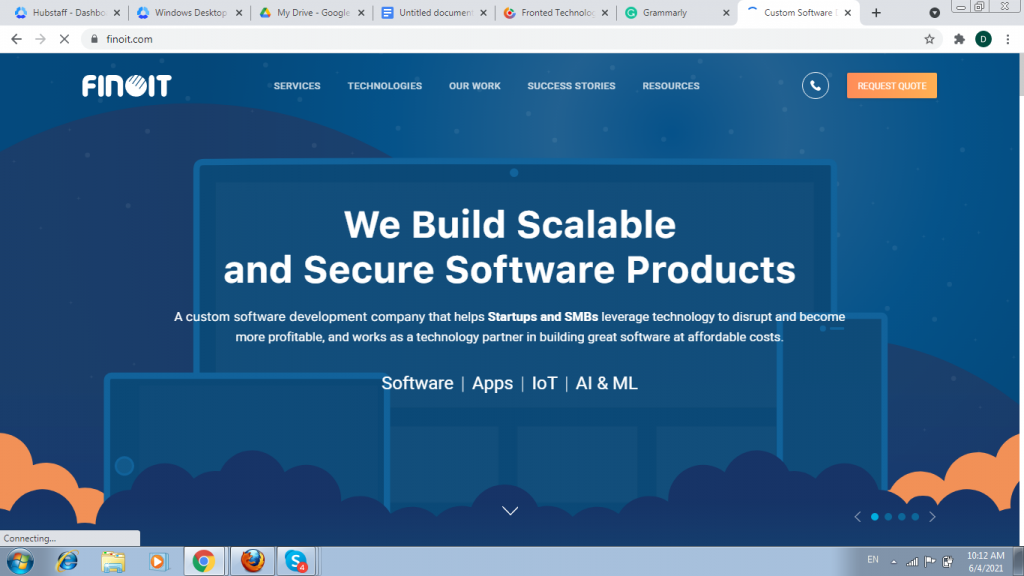 Hubstaff - Dashbo
Windows Desktop
My Drive - Google
Untitled documen
Fronted Technolog
Grammarly
Custom Software
finoit.com
D
FINOIT
SERVICES
TECHNOLOGIES
OUR WORK
SUCCESS STORIES
RESOURCES
REQUEST QUOTE
We Build Scalable
and Secure Software Products
A custom software development company that helps Startups and SMBs leverage technology to disrupt and become
more profitable, and works as a technology partner in building great software at affordable costs.
Software | Apps | IoT | AI & ML
Connecting...
4
EN
10:12 AM
6/4/2021